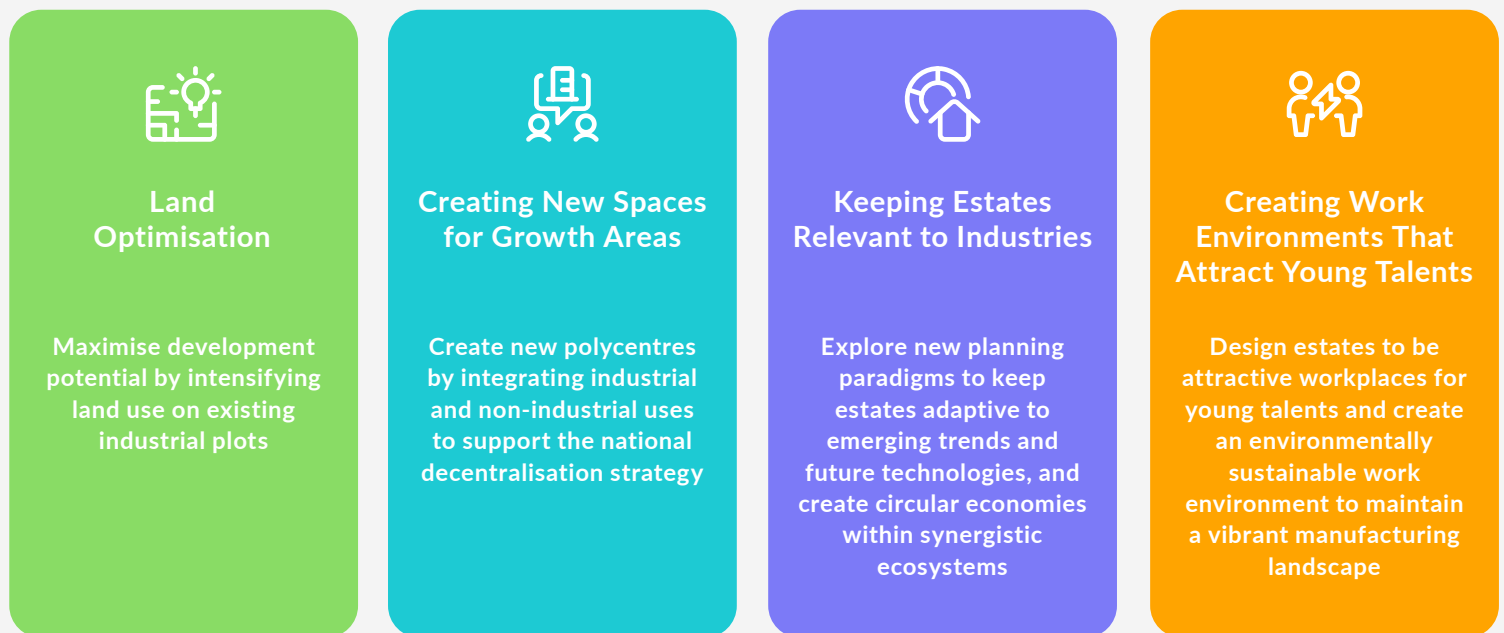 Land
Optimisation
Maximise development
potential by intensifying
land use on existing
industrial plots
Creating New Spaces
for Growth Areas
Create new polycentres
by integrating industrial
and non-industrial uses
to support the national
decentralisation strategy
Keeping Estates
Relevant to Industries
Explore new planning
paradigms to keep
estates adaptive to
emerging trends and
future technologies, and
create circular economies
within synergistic
ecosystems
Creating Work
Environments That
Attract Young Talents
Design estates to be
attractive workplaces for
young talents and create
an environmentally
sustainable work
environment to maintain
a vibrant manufacturing
landscape